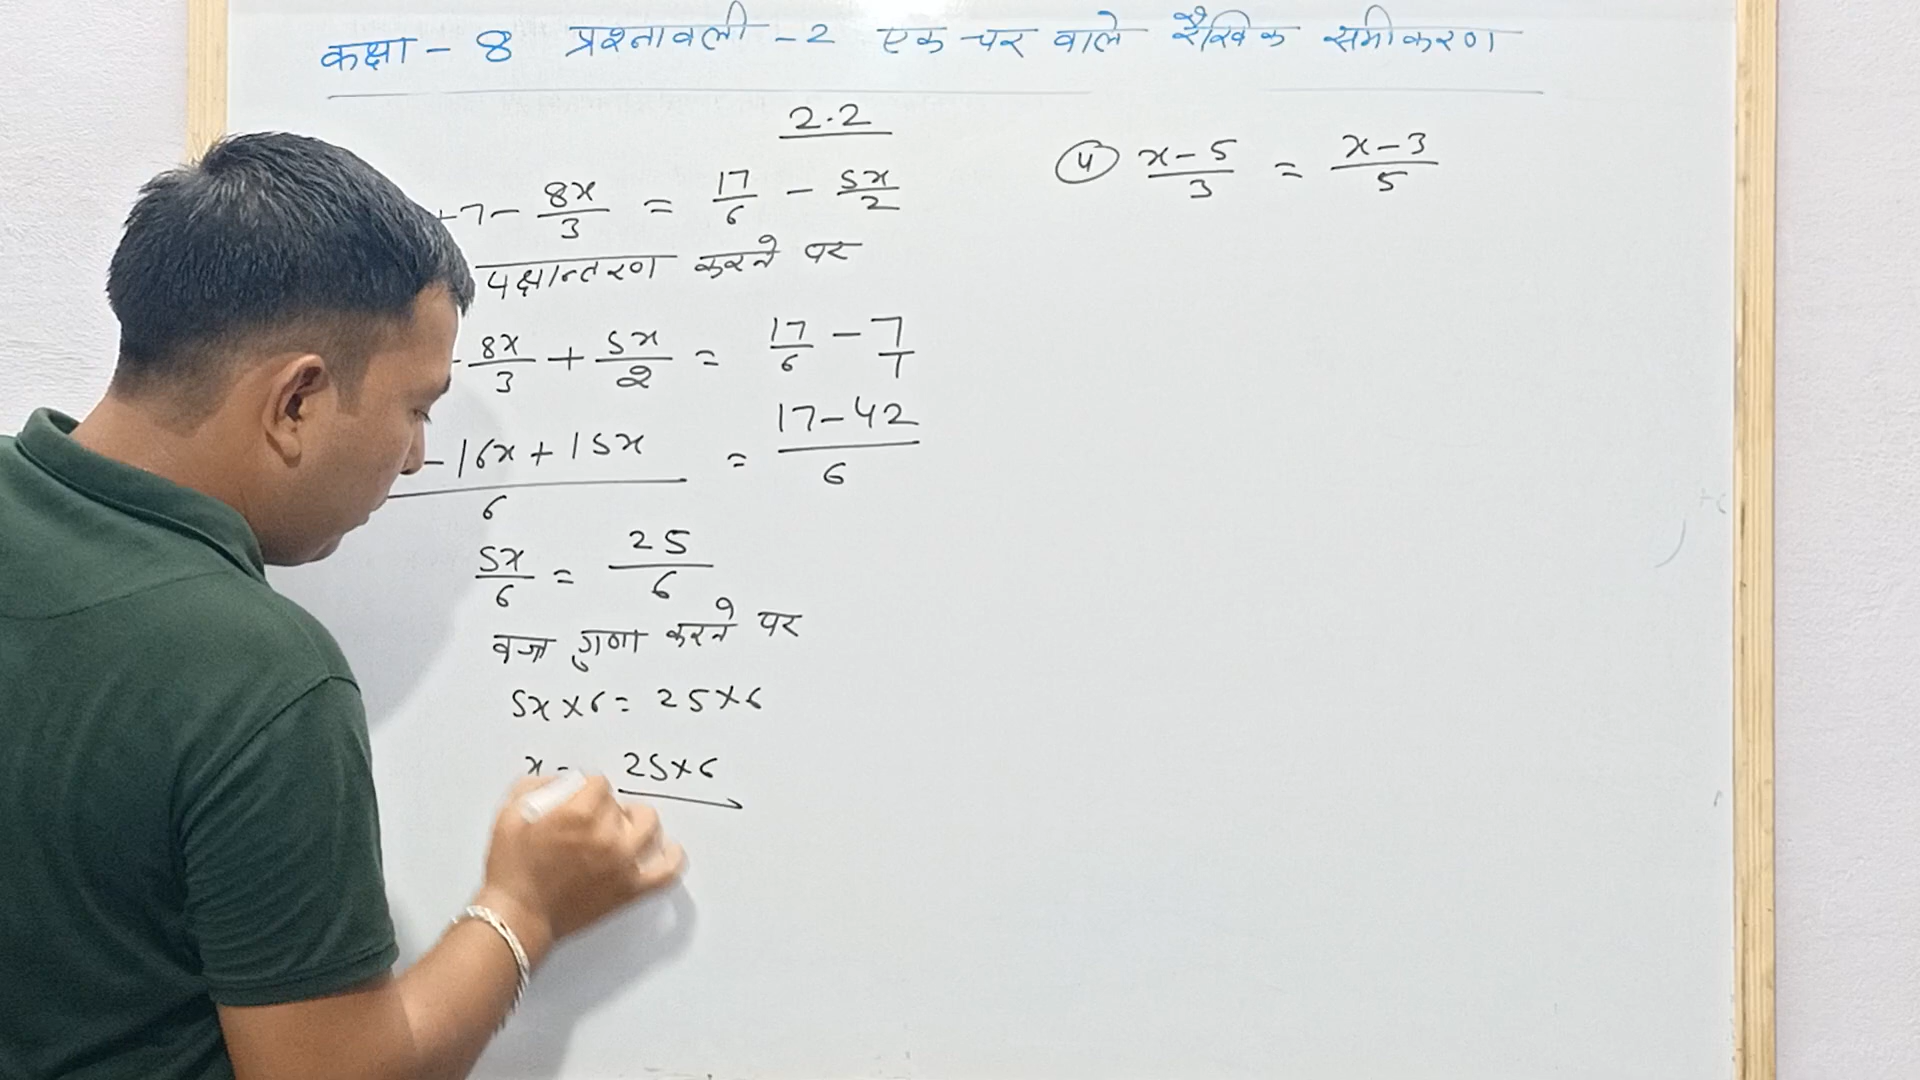 कक्षा - 8 प्रश्नावली - 2 एक चर वाले रैखिक समीकरण
2.2
+7 - 8x/3 = 17/6 - 5x/2
पक्षान्तरण करने पर
- 8x/3 + 5x/2 = 17/6 - 7/1
- 16x + 15x / 6 = 17 - 42 / 6
5x/6 = 25/6
वज्र गुणा करने पर
5x × 6 = 25 × 6
x = 25 × 6
(4) x - 5 / 3 = x - 3 / 5